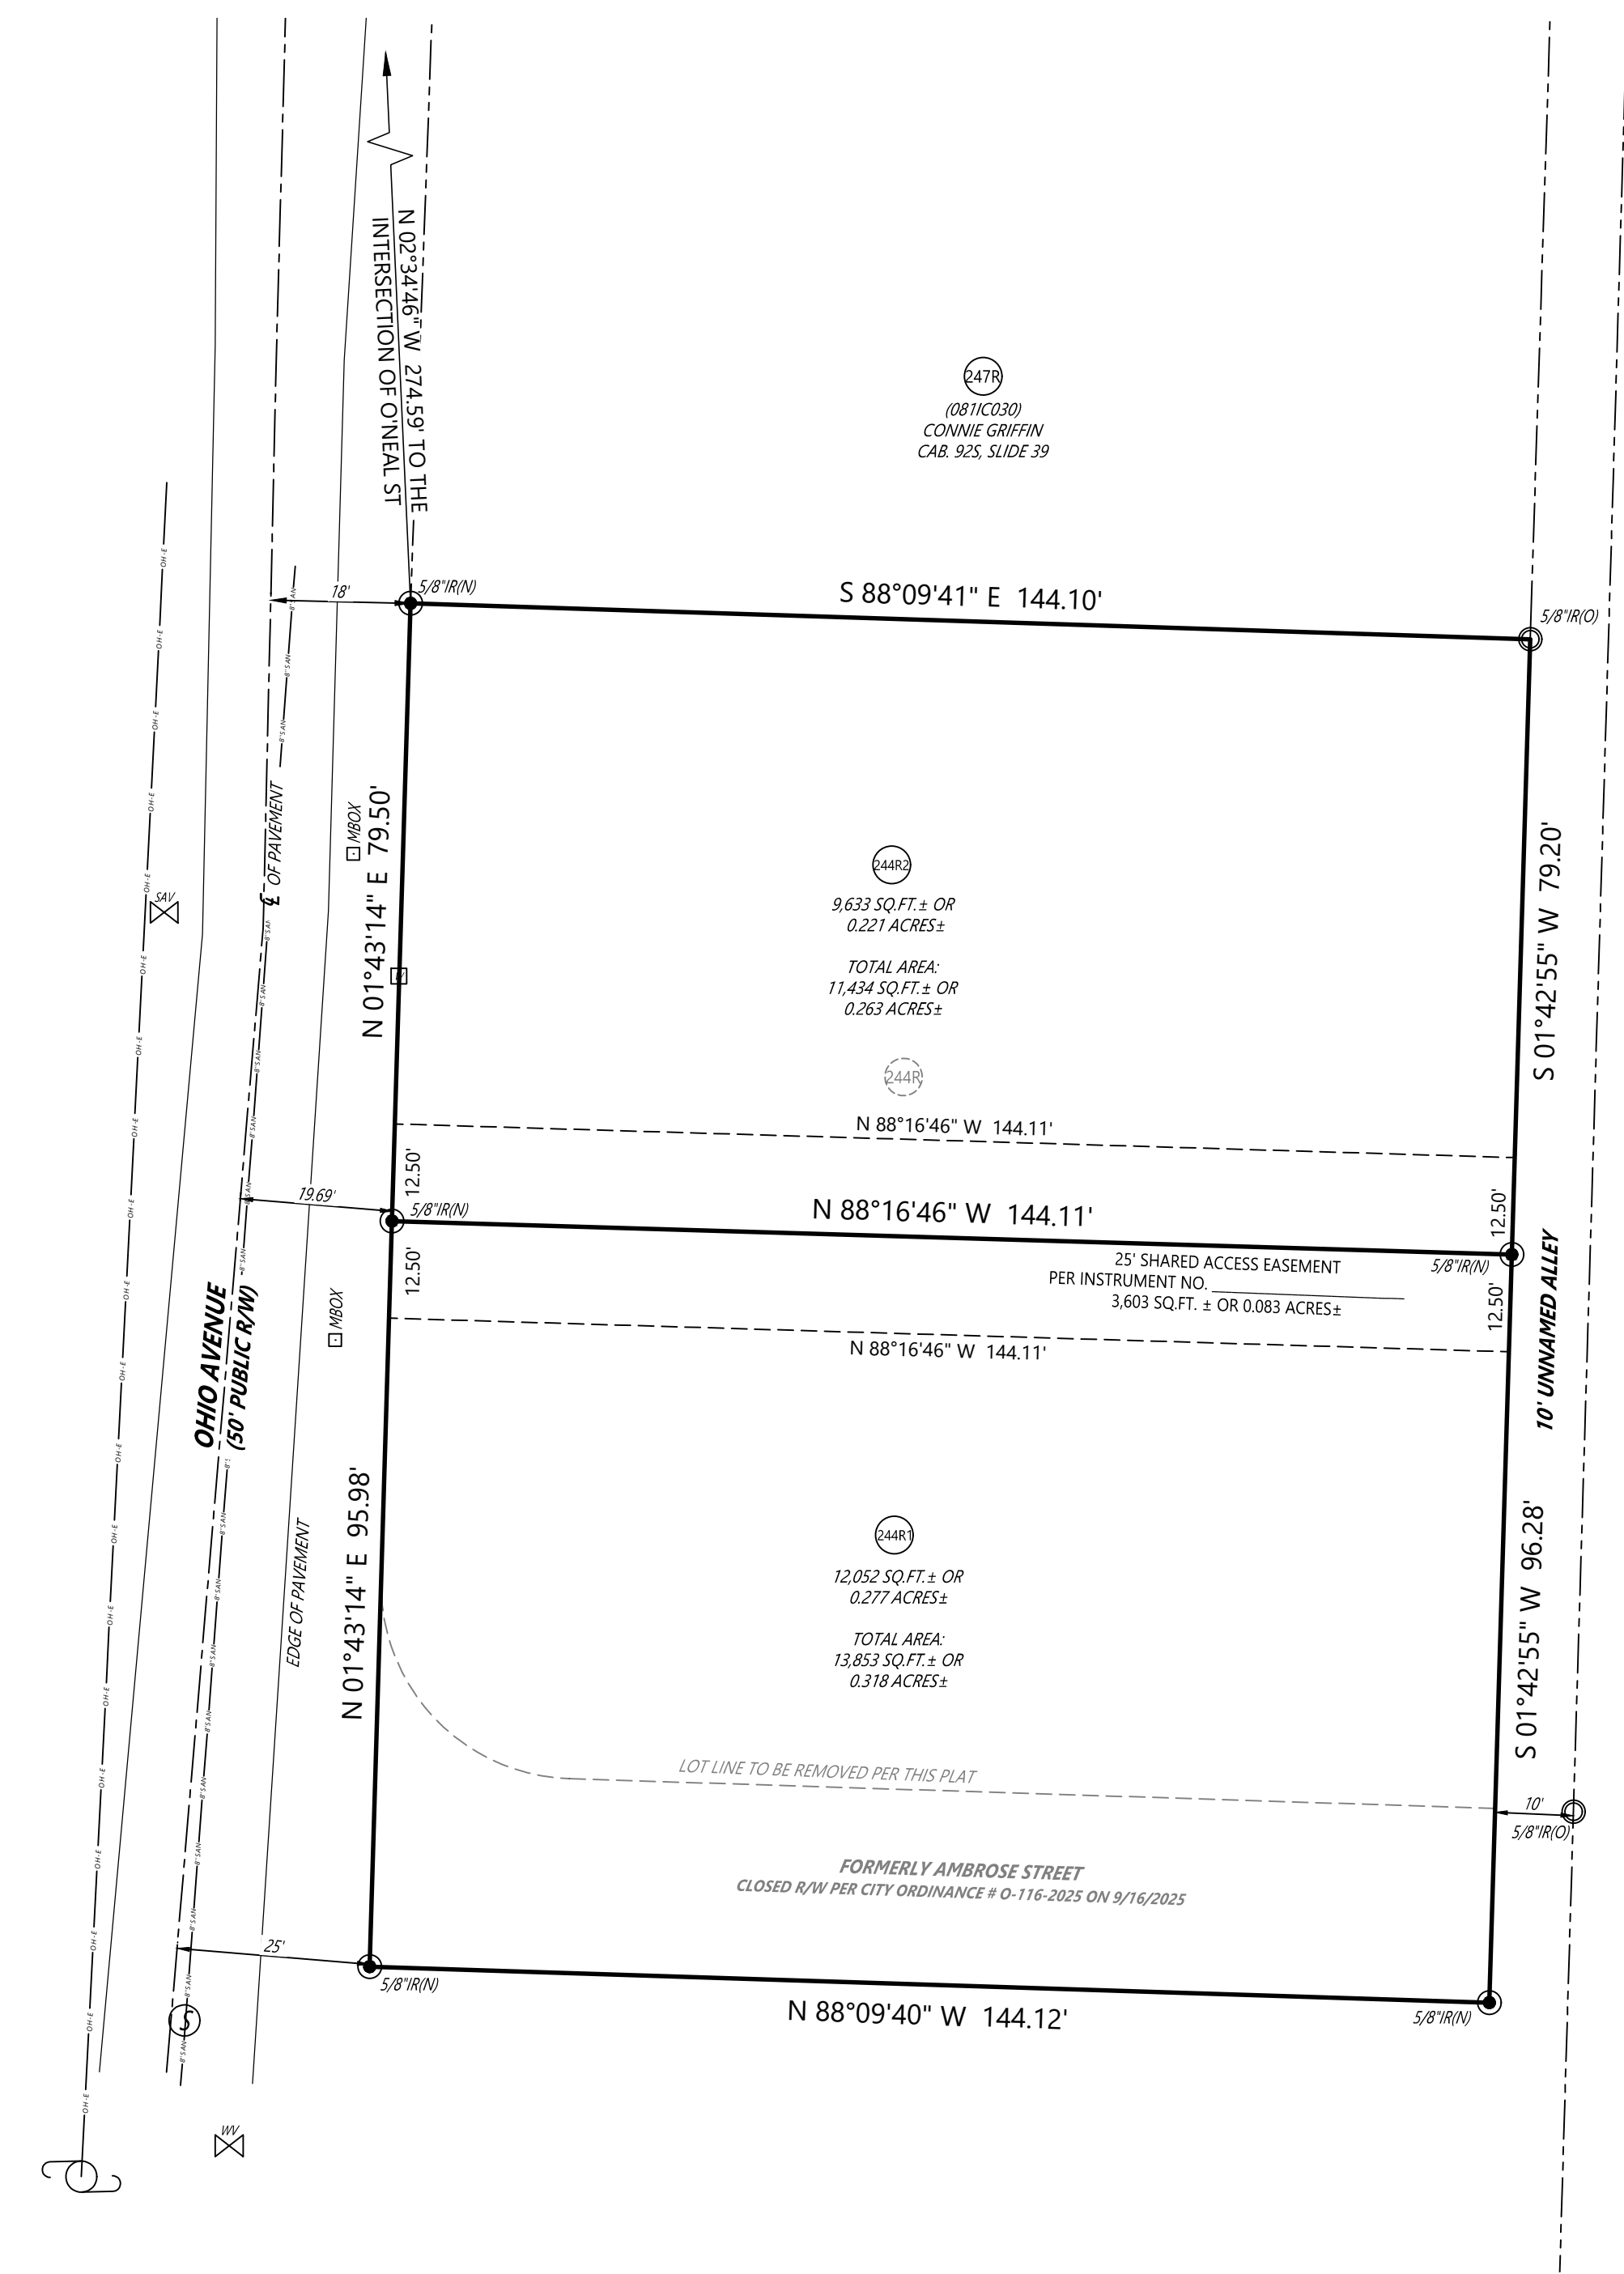 N 02°34'46" W 274.59' TO THE
INTERSECTION OF O'NEAL ST
247R
(081IC030)
CONNIE GRIFFIN
CAB. 92S, SLIDE 39
18'
5/8"IR(N)
S 88°09'41" E 144.10'
5/8"IR(O)
OH-E
8"SAN
℄ OF PAVEMENT
MBOX
N 01°43'14" E 79.50'
SAV
244R2
9,633 SQ.FT.± OR
0.221 ACRES±
TOTAL AREA:
11,434 SQ.FT.± OR
0.263 ACRES±
244R
S 01°42'55" W 79.20'
N 88°16'46" W 144.11'
12.50'
12.50'
19.69'
5/8"IR(N)
N 88°16'46" W 144.11'
5/8"IR(N)
12.50'
12.50'
25' SHARED ACCESS EASEMENT
PER INSTRUMENT NO. ____________________
3,603 SQ.FT. ± OR 0.083 ACRES±
N 88°16'46" W 144.11'
10' UNNAMED ALLEY
MBOX
OHIO AVENUE
(50' PUBLIC R/W)
EDGE OF PAVEMENT
N 01°43'14" E 95.98'
244R1
12,052 SQ.FT.± OR
0.277 ACRES±
TOTAL AREA:
13,853 SQ.FT.± OR
0.318 ACRES±
S 01°42'55" W 96.28'
LOT LINE TO BE REMOVED PER THIS PLAT
10'
5/8"IR(O)
FORMERLY AMBROSE STREET
CLOSED R/W PER CITY ORDINANCE # O-116-2025 ON 9/16/2025
25'
5/8"IR(N)
N 88°09'40" W 144.12'
5/8"IR(N)
S
WV